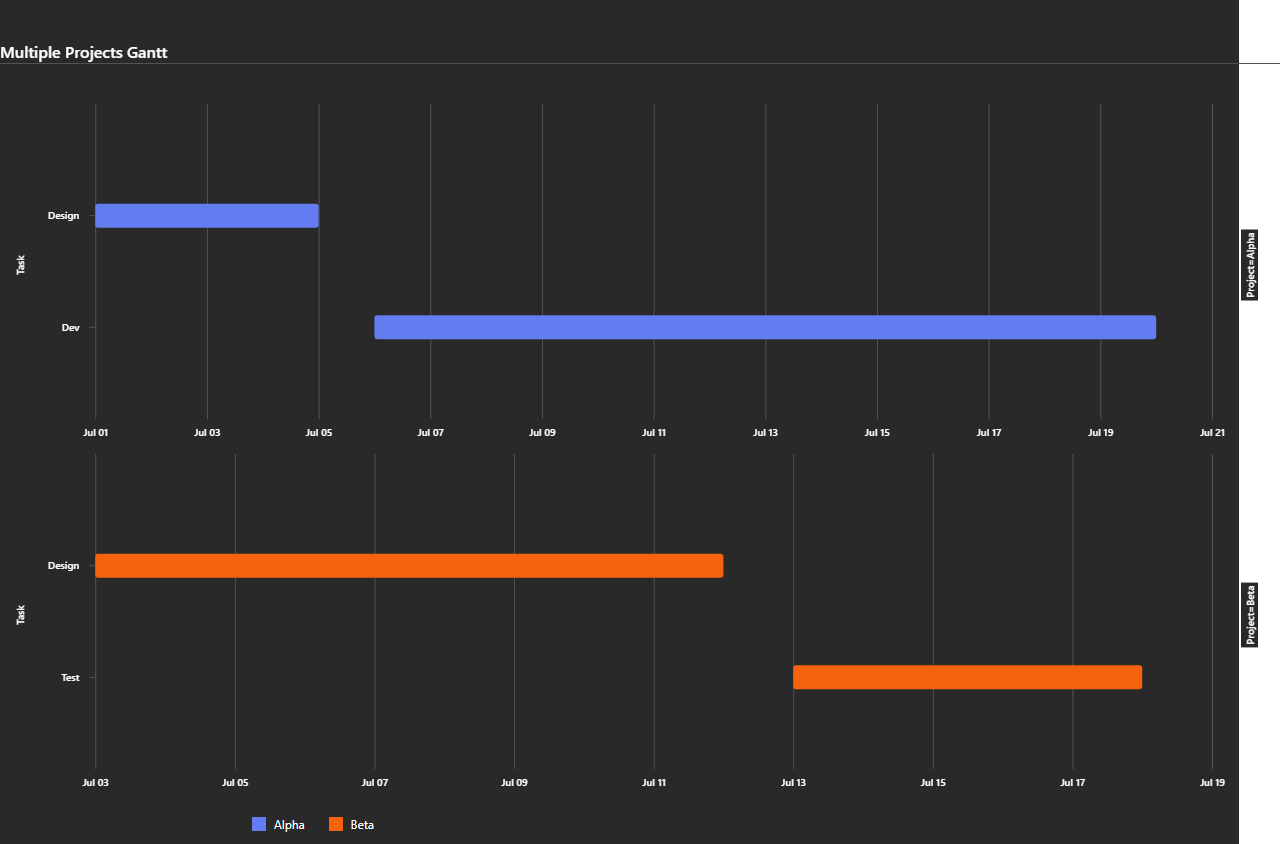 Multiple Projects Gantt
Design
Task
Dev
Project=Alpha
Jul 01 Jul 03 Jul 05 Jul 07 Jul 09 Jul 11 Jul 13 Jul 15 Jul 17 Jul 19 Jul 21
Design
Task
Test
Project=Beta
Jul 03 Jul 05 Jul 07 Jul 09 Jul 11 Jul 13 Jul 15 Jul 17 Jul 19
Alpha Beta